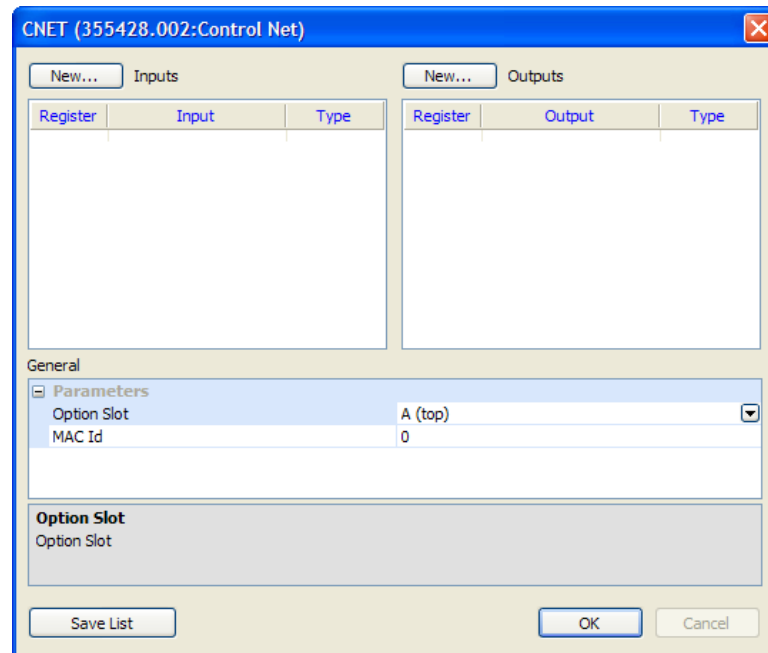 CNET (355428.002:Control Net)
New... Inputs New... Outputs
Register Input Type Register Output Type
General
Parameters
Option Slot A (top)
MAC Id 0
Option Slot
Option Slot
Save List OK Cancel